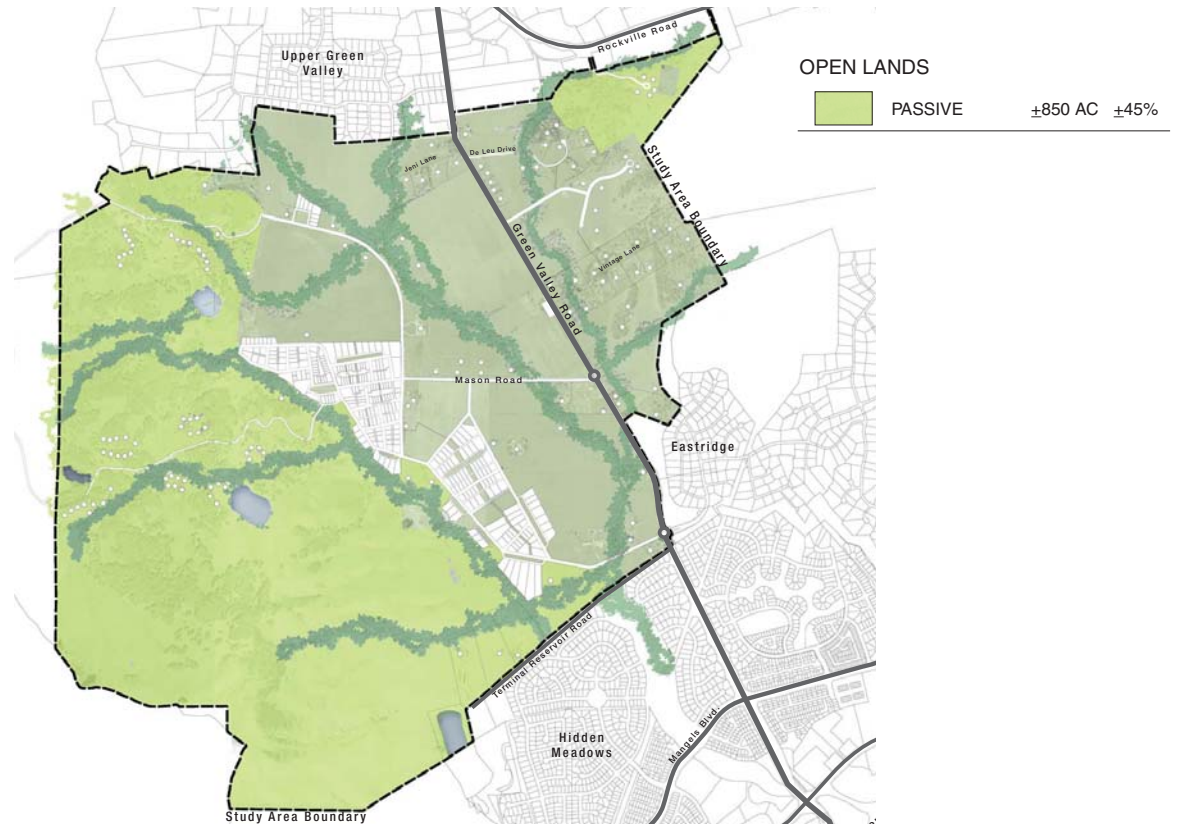 Rockville Road
Upper Green
Valley
OPEN LANDS
PASSIVE ±850 AC ±45%
Joni Lane
De Leu Drive
Study Area Boundary
Green Valley Road
Vintage Lane
Mason Road
Eastridge
Terminal Reservoir Road
Hidden
Meadows
Mangels Blvd.
Study Area Boundary